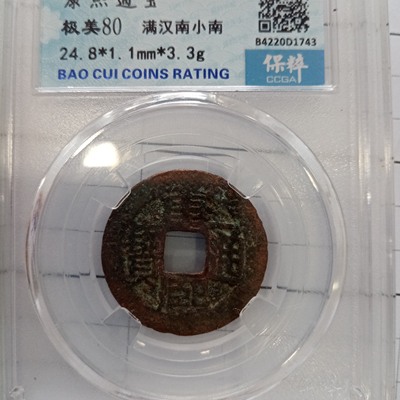 康熙通宝
极美80 满汉南小南
24.8*1.1mm*3.3g
BAO CUI COINS RATING
B4220D1743
保粹
CCGA